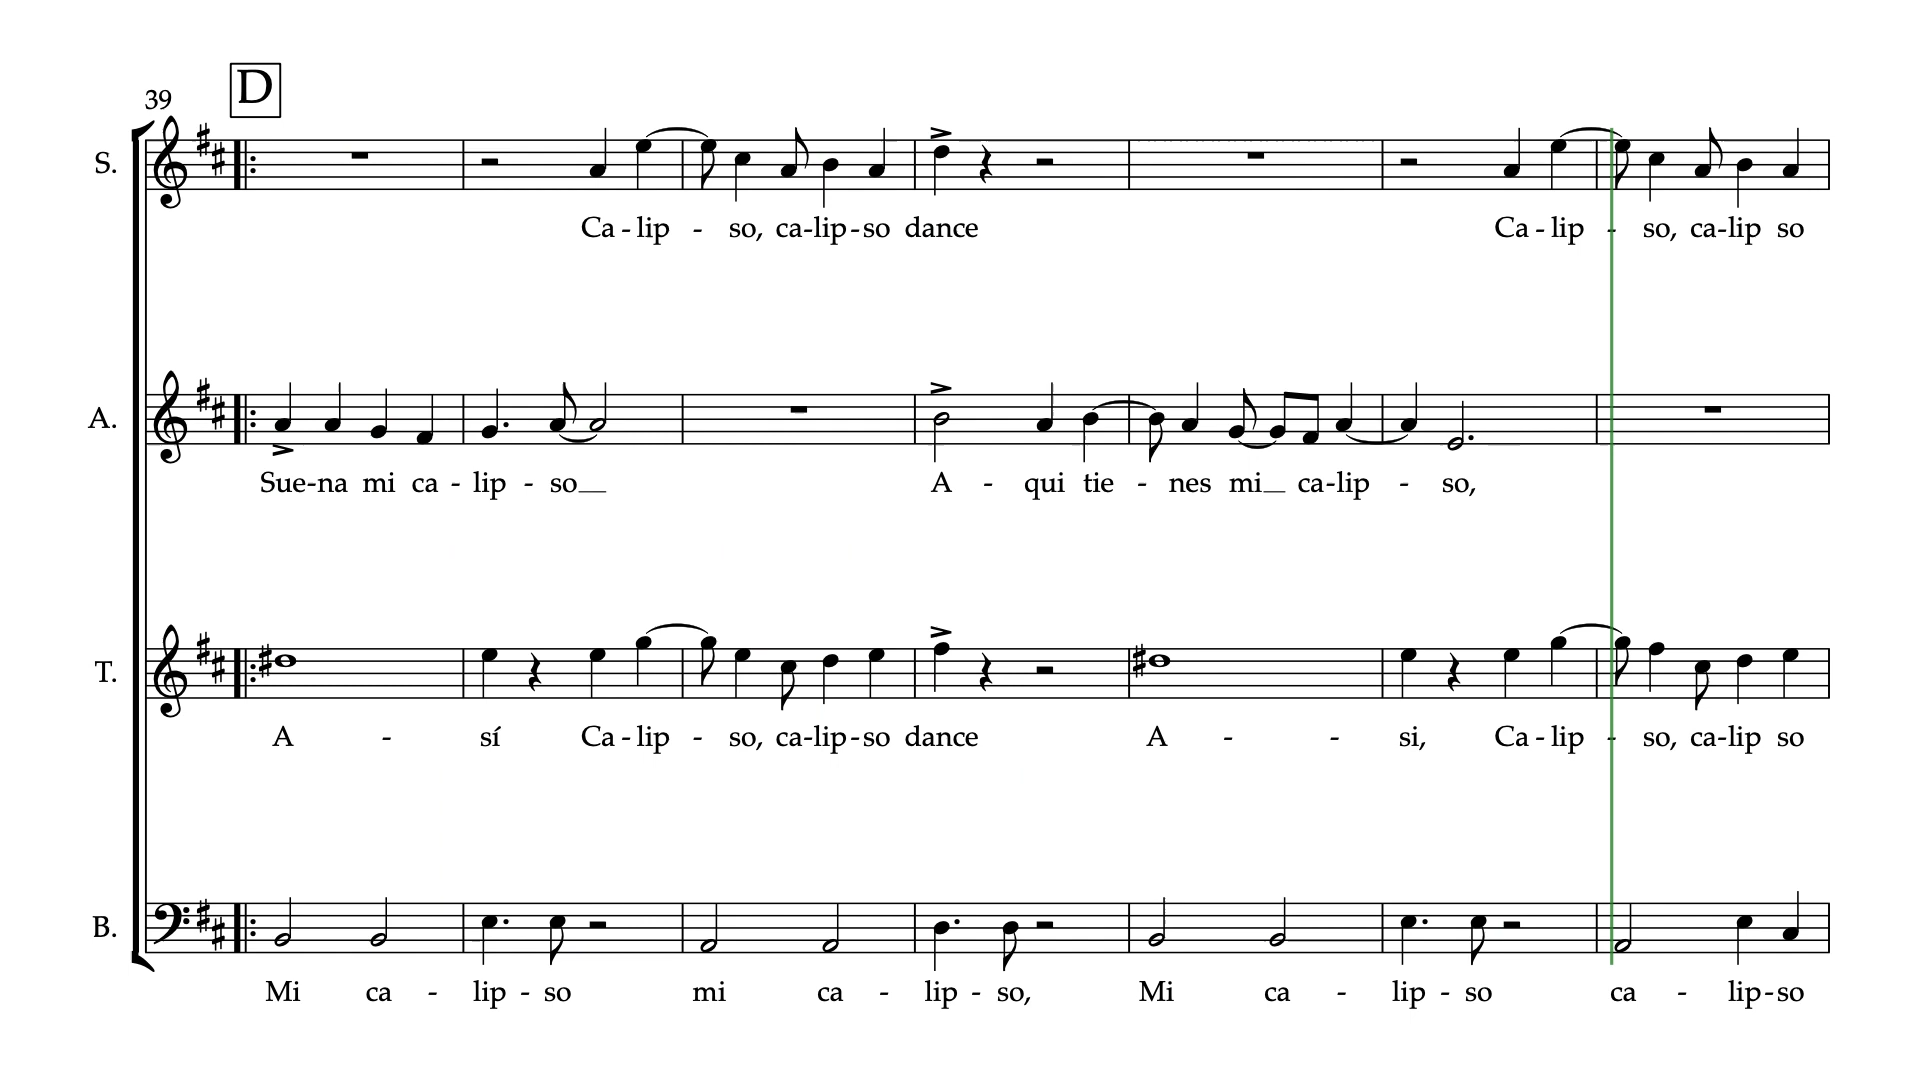 D
39
S.
Ca - lip - so, ca-lip-so dance Ca - lip - so, ca-lip so
A.
Sue-na mi ca - lip - so__ A - qui tie - nes mi__ ca-lip - so,
T.
A - sí Ca - lip - so, ca-lip-so dance A - - si, Ca - lip - so, ca-lip so
B.
Mi ca - lip - so mi ca - lip - so, Mi ca - lip - so ca - lip-so